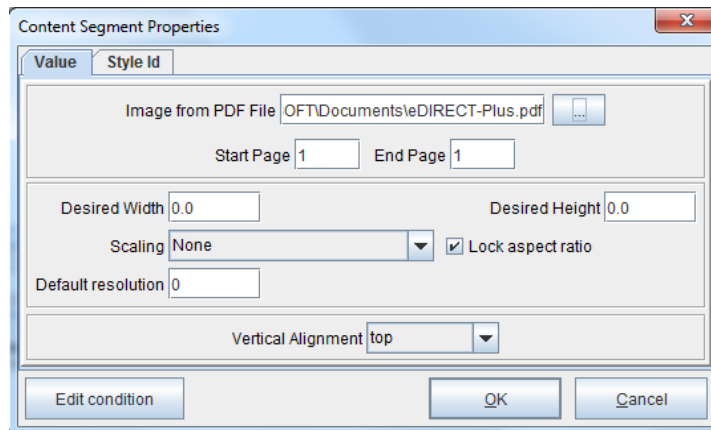 Content Segment Properties
Value Style Id
Image from PDF File OFT\Documents\eDIRECT-Plus.pdf ...
Start Page 1 End Page 1
Desired Width 0.0 Desired Height 0.0
Scaling None Lock aspect ratio
Default resolution 0
Vertical Alignment top
Edit condition OK Cancel